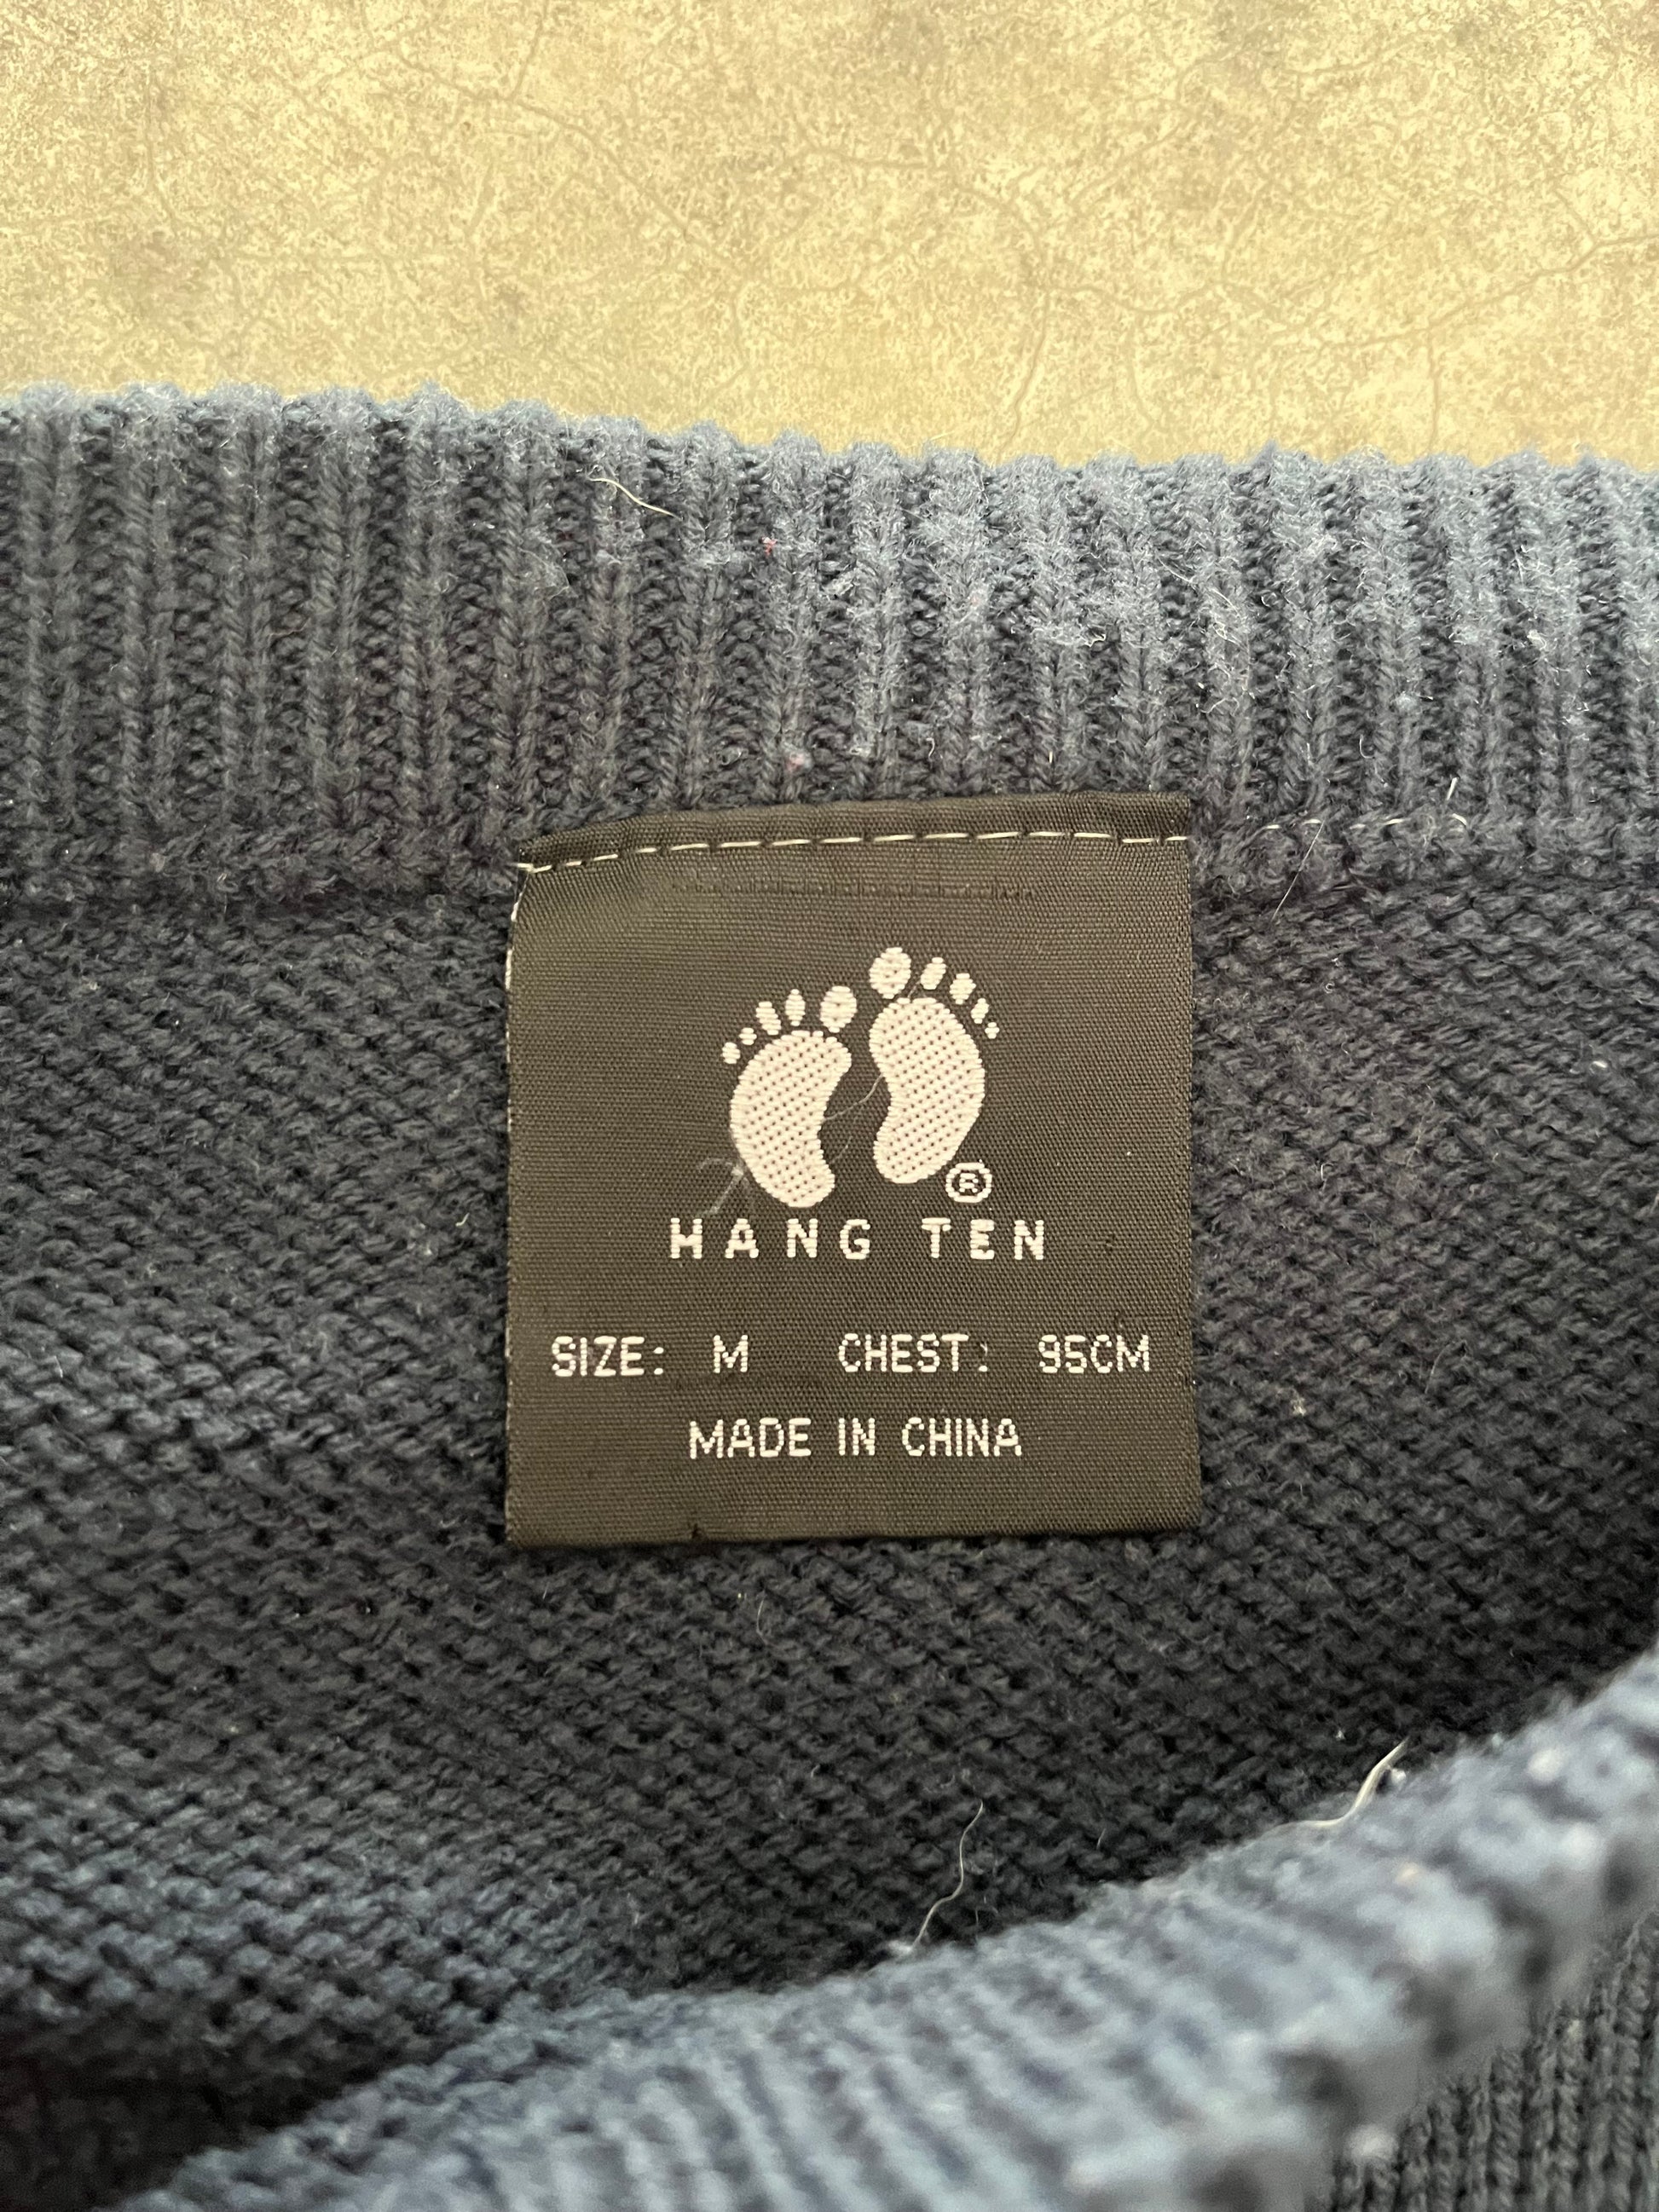 ®
HANG TEN
SIZE: M CHEST: 95CM
MADE IN CHINA